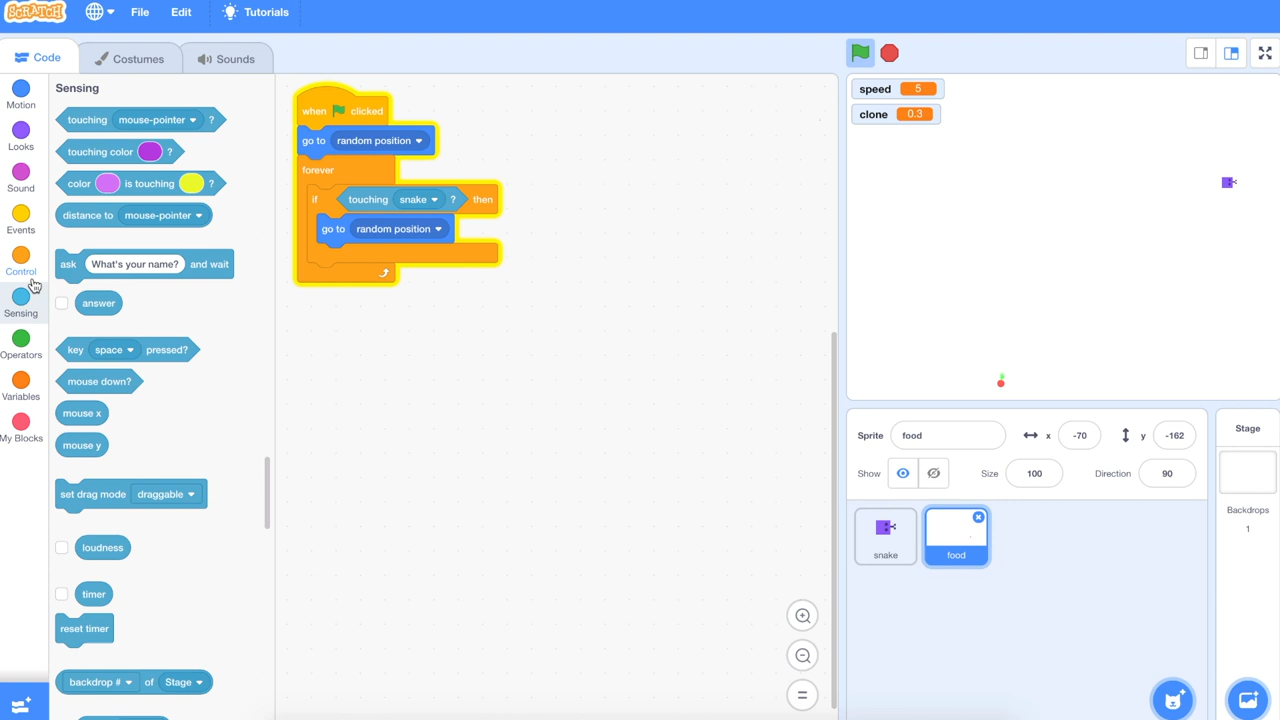 SCRATCH File Edit Tutorials
Code Costumes Sounds
Motion
Looks
Sound
Events
Control
Sensing
Operators
Variables
My Blocks
Sensing
touching mouse-pointer ?
touching color ?
color is touching ?
distance to mouse-pointer
ask What's your name? and wait
answer
key space pressed?
mouse down?
mouse x
mouse y
set drag mode draggable
loudness
timer
reset timer
backdrop # of Stage
when clicked
go to random position
forever
if touching snake ? then
go to random position
speed 5
clone 0.3
Sprite food x -70 y -162
Show Size 100 Direction 90
snake
food
Stage
Backdrops
1